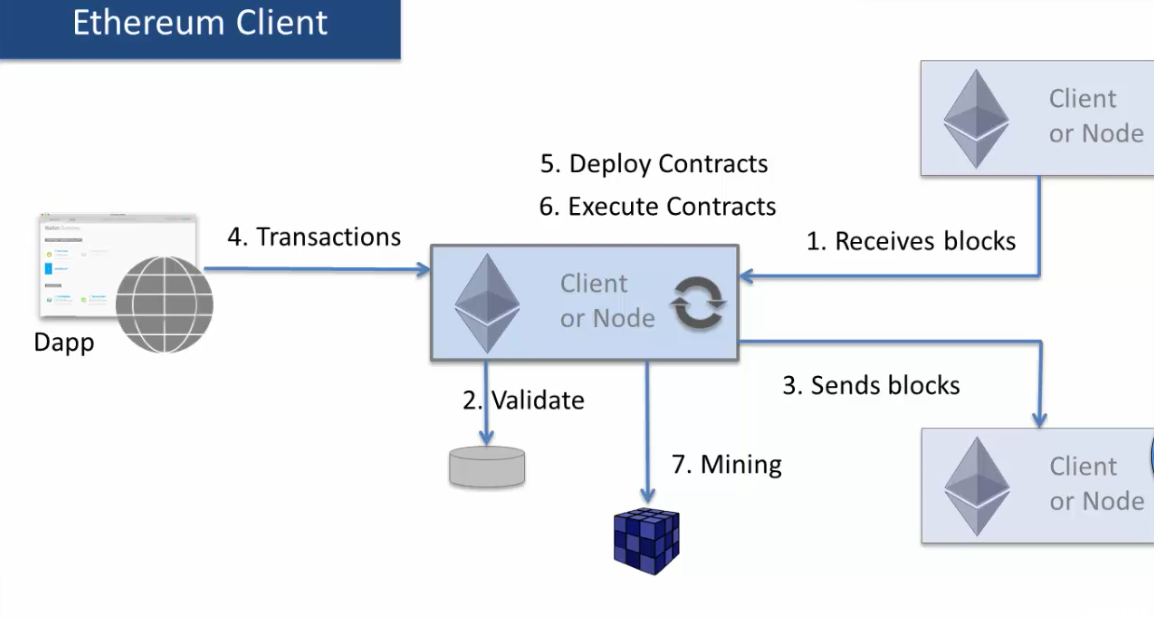 Ethereum Client
Client
or Node
5. Deploy Contracts
6. Execute Contracts
4. Transactions
1. Receives blocks
Client
or Node
Dapp
2. Validate
3. Sends blocks
7. Mining
Client
or Node